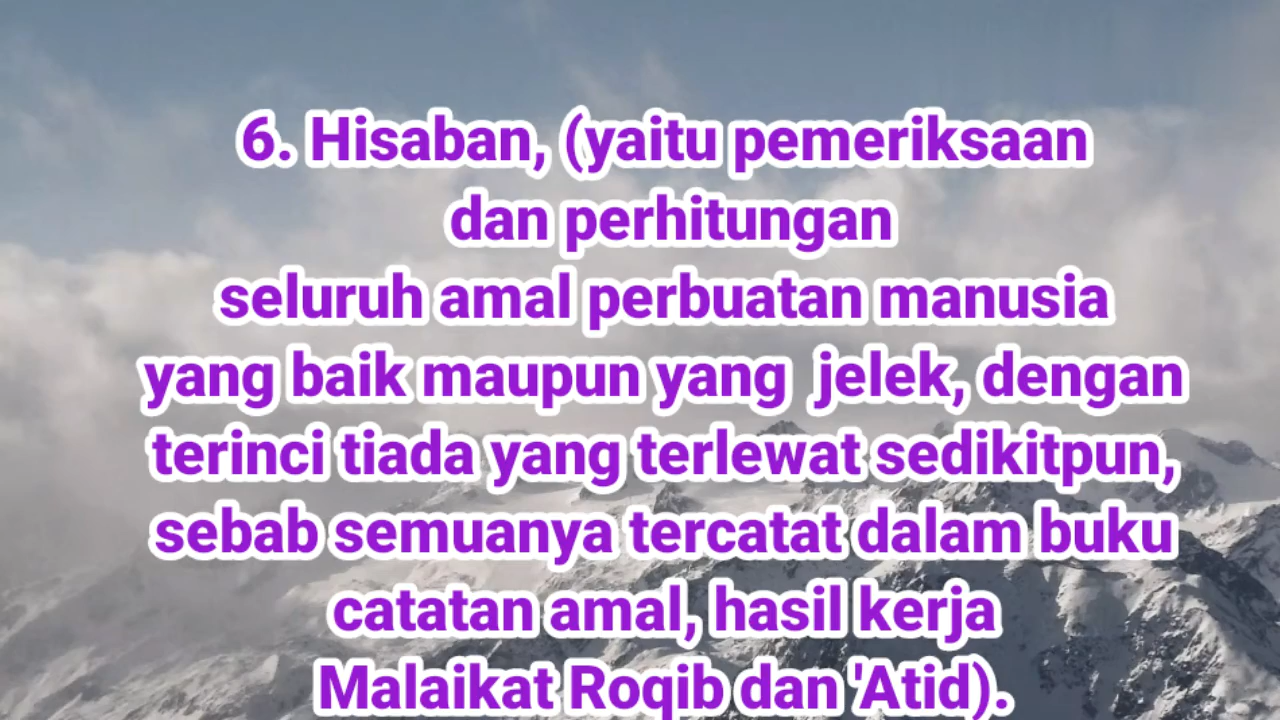 6. Hisaban, (yaitu pemeriksaan
dan perhitungan
seluruh amal perbuatan manusia
yang baik maupun yang  jelek, dengan
terinci tiada yang terlewat sedikitpun,
sebab semuanya tercatat dalam buku
catatan amal, hasil kerja
Malaikat Roqib dan 'Atid).